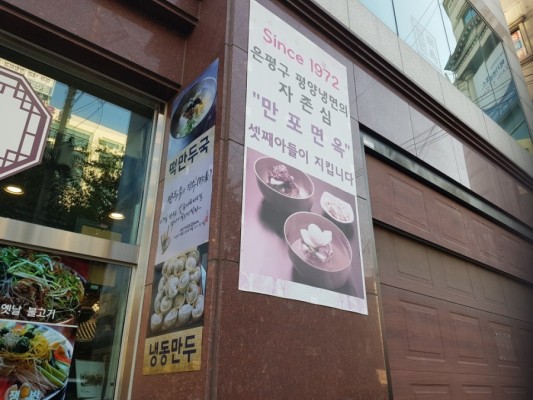 Since 1972
은평구 평양냉면의
자존심
"만포면옥"
셋째아들이 지킵니다
떡만두국
냉동만두
옛날 불고기